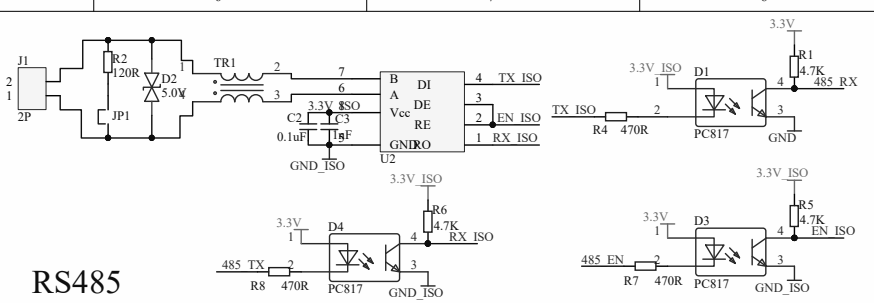 3.3V
J1
R2
120R
D2
5.0V
1
4
TR1
2
3
7
6
8
5
B
A
Vcc
GND
DI
DE
RE
RO
4
3
2
1
TX_ISO
EN_ISO
RX_ISO
U2
2
1
2P
JP1
3.3V_ISO
C2
0.1uF
C3
1nF
GND_ISO
D1
1
2
PC817
4
3
R1
4.7K
485_RX
GND
TX_ISO
R4
470R
3.3V_ISO
R6
4.7K
RX_ISO
3.3V
1
D4
4
3
485_TX
2
R8
470R
PC817
GND_ISO
3.3V_ISO
R5
4.7K
EN_ISO
3.3V
1
D3
4
3
485_EN
2
R7
470R
PC817
GND_ISO
3.3V_ISO
RS485